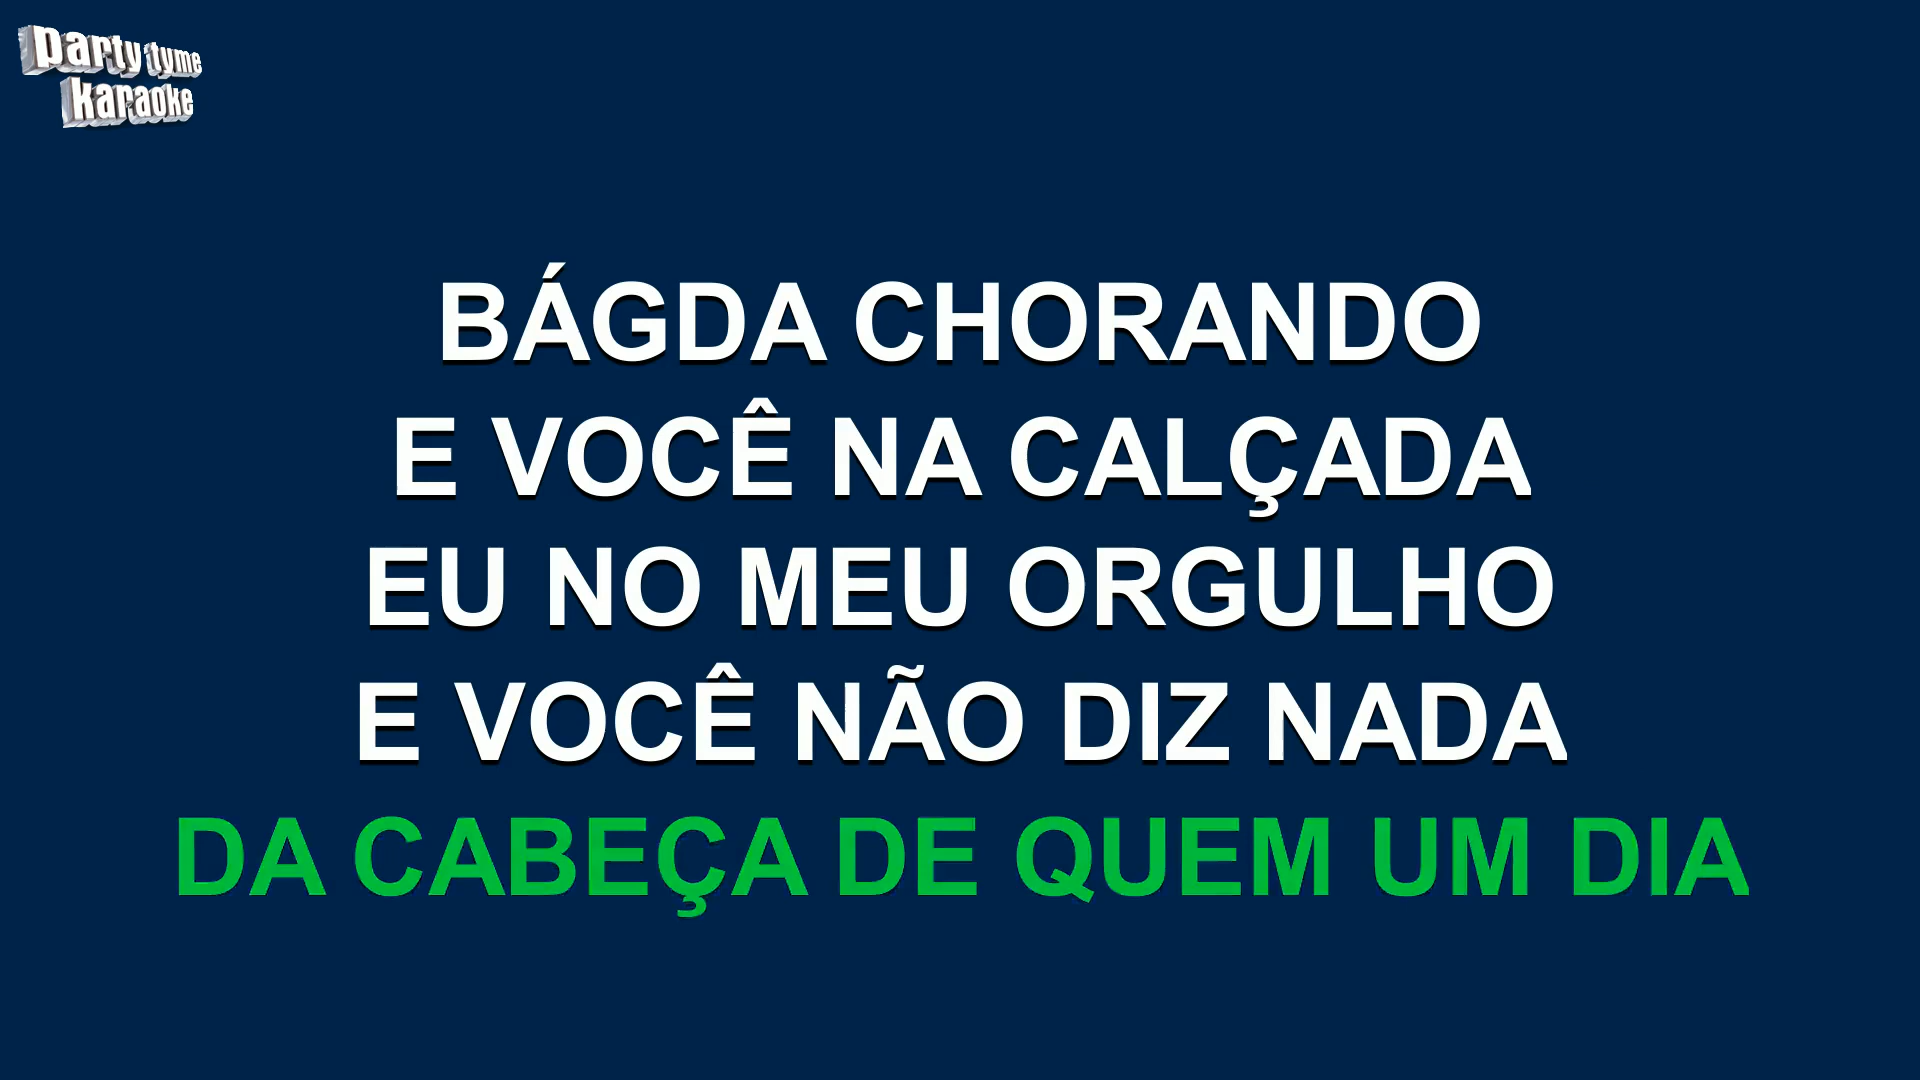 party tyme
karaoke
BÁGDA CHORANDO
E VOCÊ NA CALÇADA
EU NO MEU ORGULHO
E VOCÊ NÃO DIZ NADA
DA CABEÇA DE QUEM UM DIA